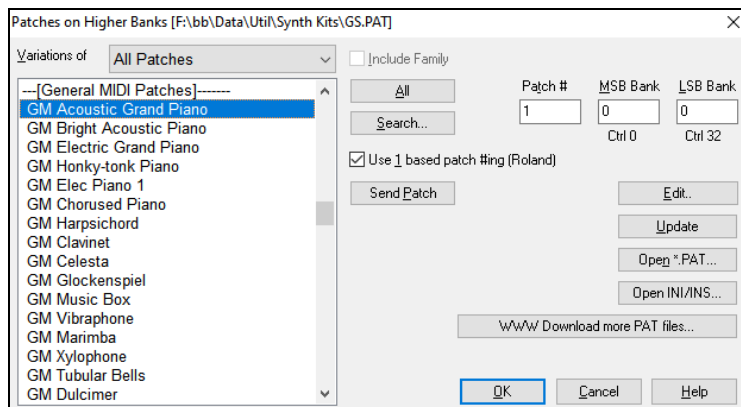 Patches on Higher Banks [F:\bb\Data\Util\Synth Kits\GS.PAT]
Variations of
All Patches
---[General MIDI Patches]-------
GM Acoustic Grand Piano
GM Bright Acoustic Piano
GM Electric Grand Piano
GM Honky-tonk Piano
GM Elec Piano 1
GM Chorused Piano
GM Harpsichord
GM Clavinet
GM Celesta
GM Glockenspiel
GM Music Box
GM Vibraphone
GM Marimba
GM Xylophone
GM Tubular Bells
GM Dulcimer
Include Family
All
Search...
Patch #
MSB Bank
LSB Bank
1
0
0
Ctrl 0
Ctrl 32
Use 1 based patch #ing (Roland)
Send Patch
Edit..
Update
Open *.PAT...
Open INI/INS...
WWW Download more PAT files...
OK
Cancel
Help